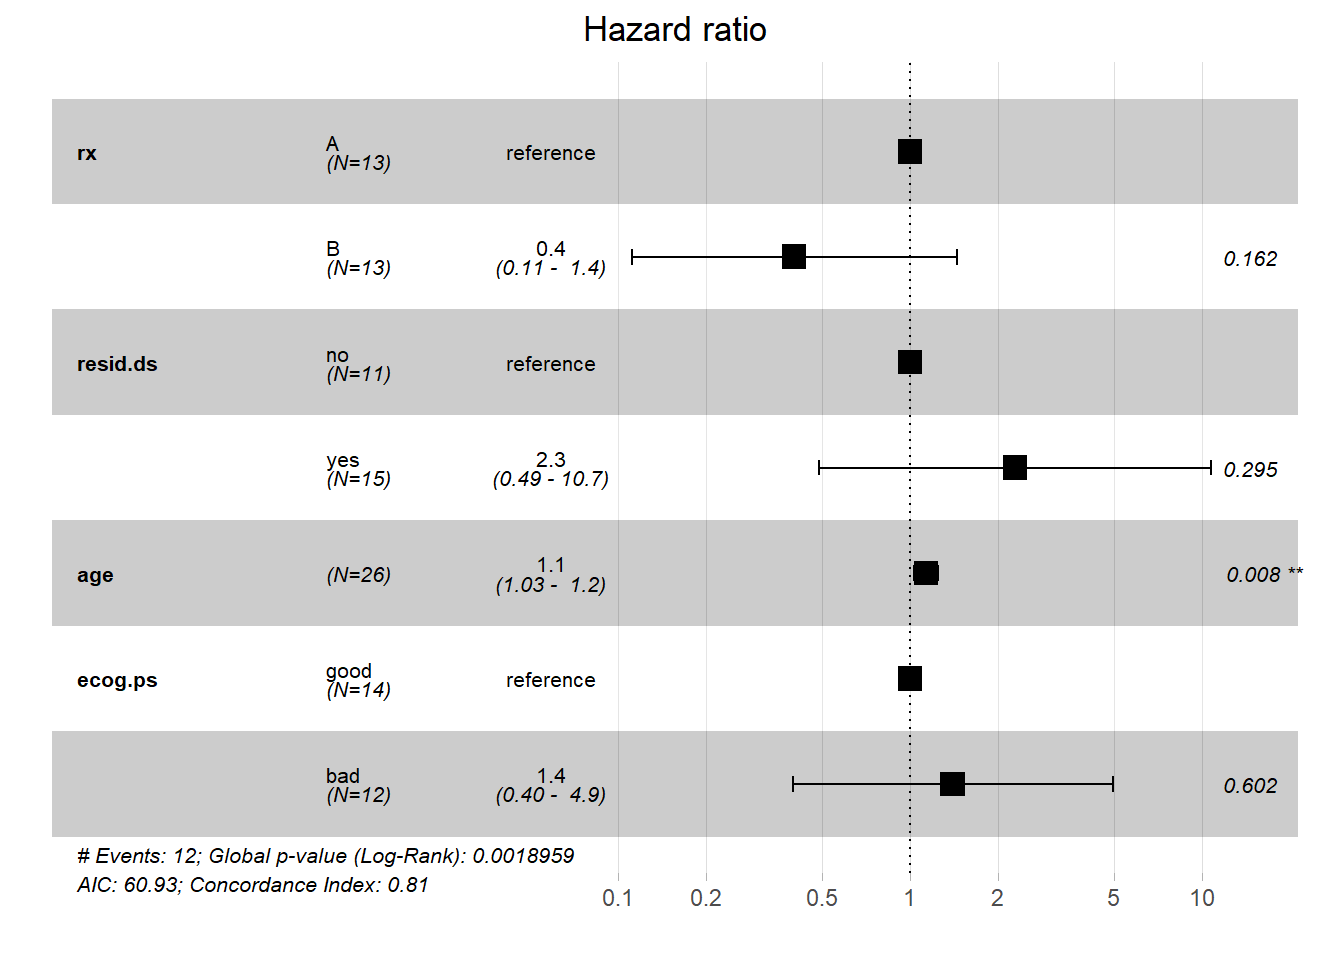 Hazard ratio
rx
A
(N=13)
reference
B
(N=13)
0.4
(0.11 -  1.4)
0.162
resid.ds
no
(N=11)
reference
yes
(N=15)
2.3
(0.49 - 10.7)
0.295
age
(N=26)
1.1
(1.03 -  1.2)
0.008 **
ecog.ps
good
(N=14)
reference
bad
(N=12)
1.4
(0.40 -  4.9)
0.602
# Events: 12; Global p-value (Log-Rank): 0.0018959
AIC: 60.93; Concordance Index: 0.81
0.1 0.2 0.5 1 2 5 10